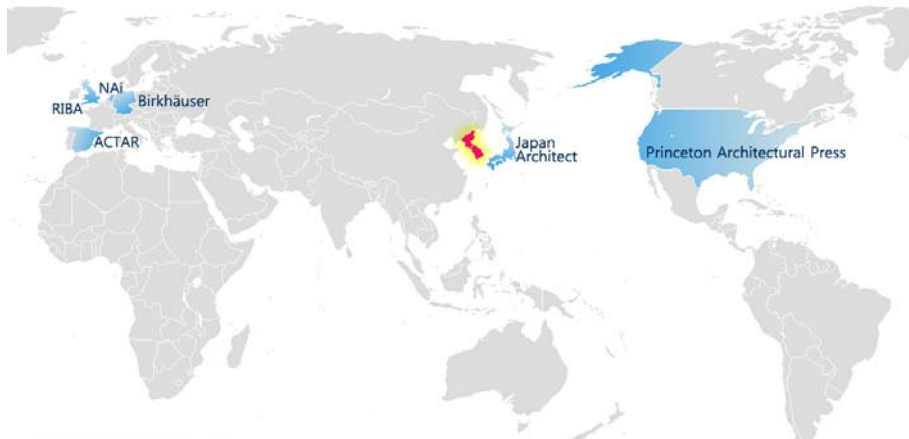 NAi
RIBA
Birkhäuser
ACTAR
Japan
Architect
Princeton Architectural Press